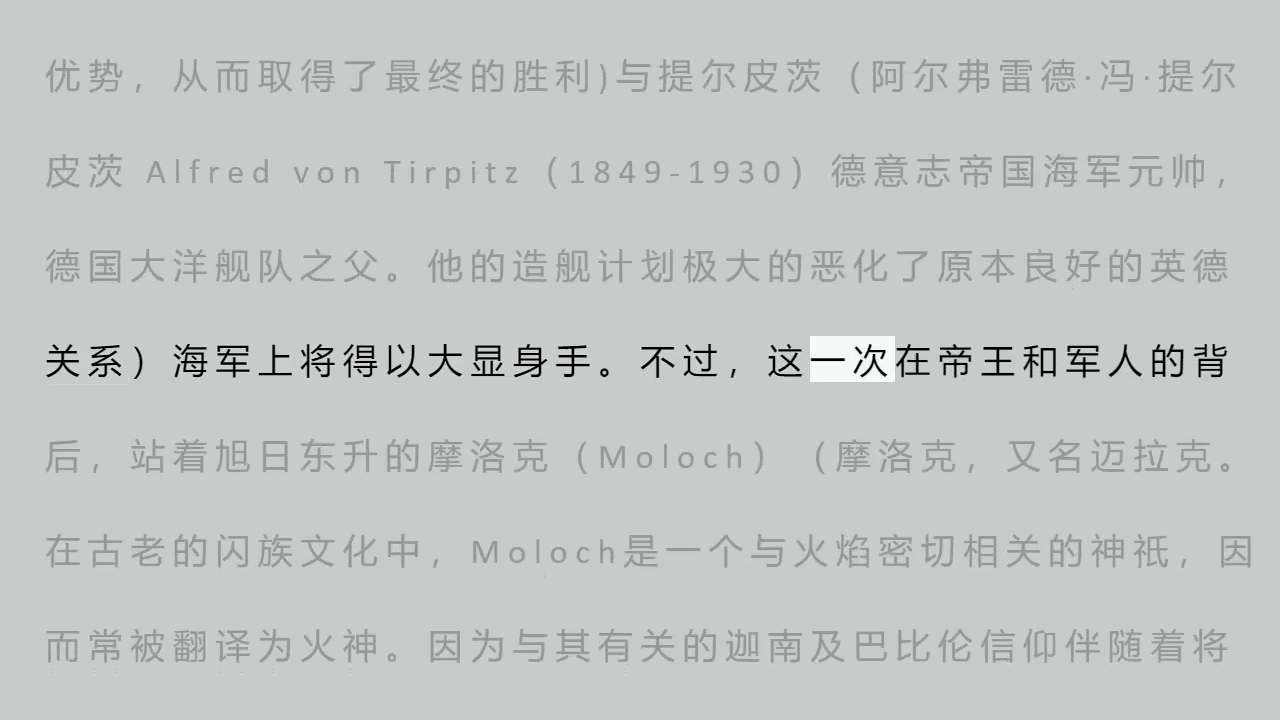 优势，从而取得了最终的胜利)与提尔皮茨（阿尔弗雷德·冯·提尔
皮茨 Alfred von Tirpitz（1849-1930）德意志帝国海军元帅，
德国大洋舰队之父。他的造舰计划极大的恶化了原本良好的英德
关系）海军上将得以大显身手。不过，这一次在帝王和军人的背
后，站着旭日东升的摩洛克（Moloch）（摩洛克，又名迈拉克。
在古老的闪族文化中，Moloch是一个与火焰密切相关的神祇，因
而常被翻译为火神。因为与其有关的迦南及巴比伦信仰伴随着将